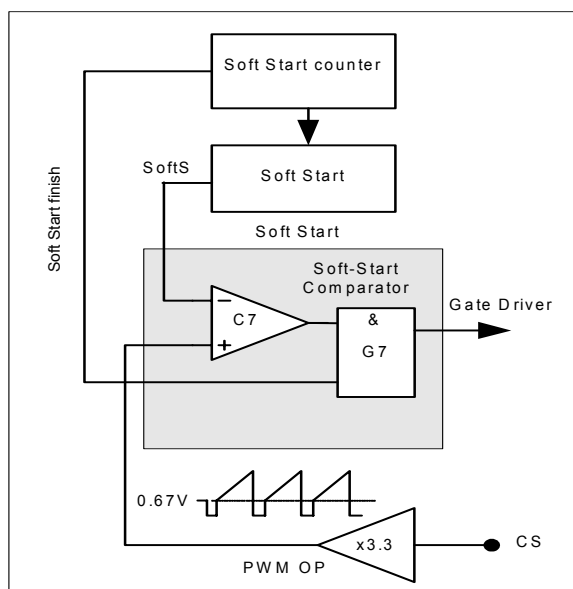 Soft Start counter
SoftS
Soft Start
Soft Start finish
Soft Start
Soft-Start
Comparator
Gate Driver
C7
&
G7
−
+
0.67V
x3.3
CS
PWM OP